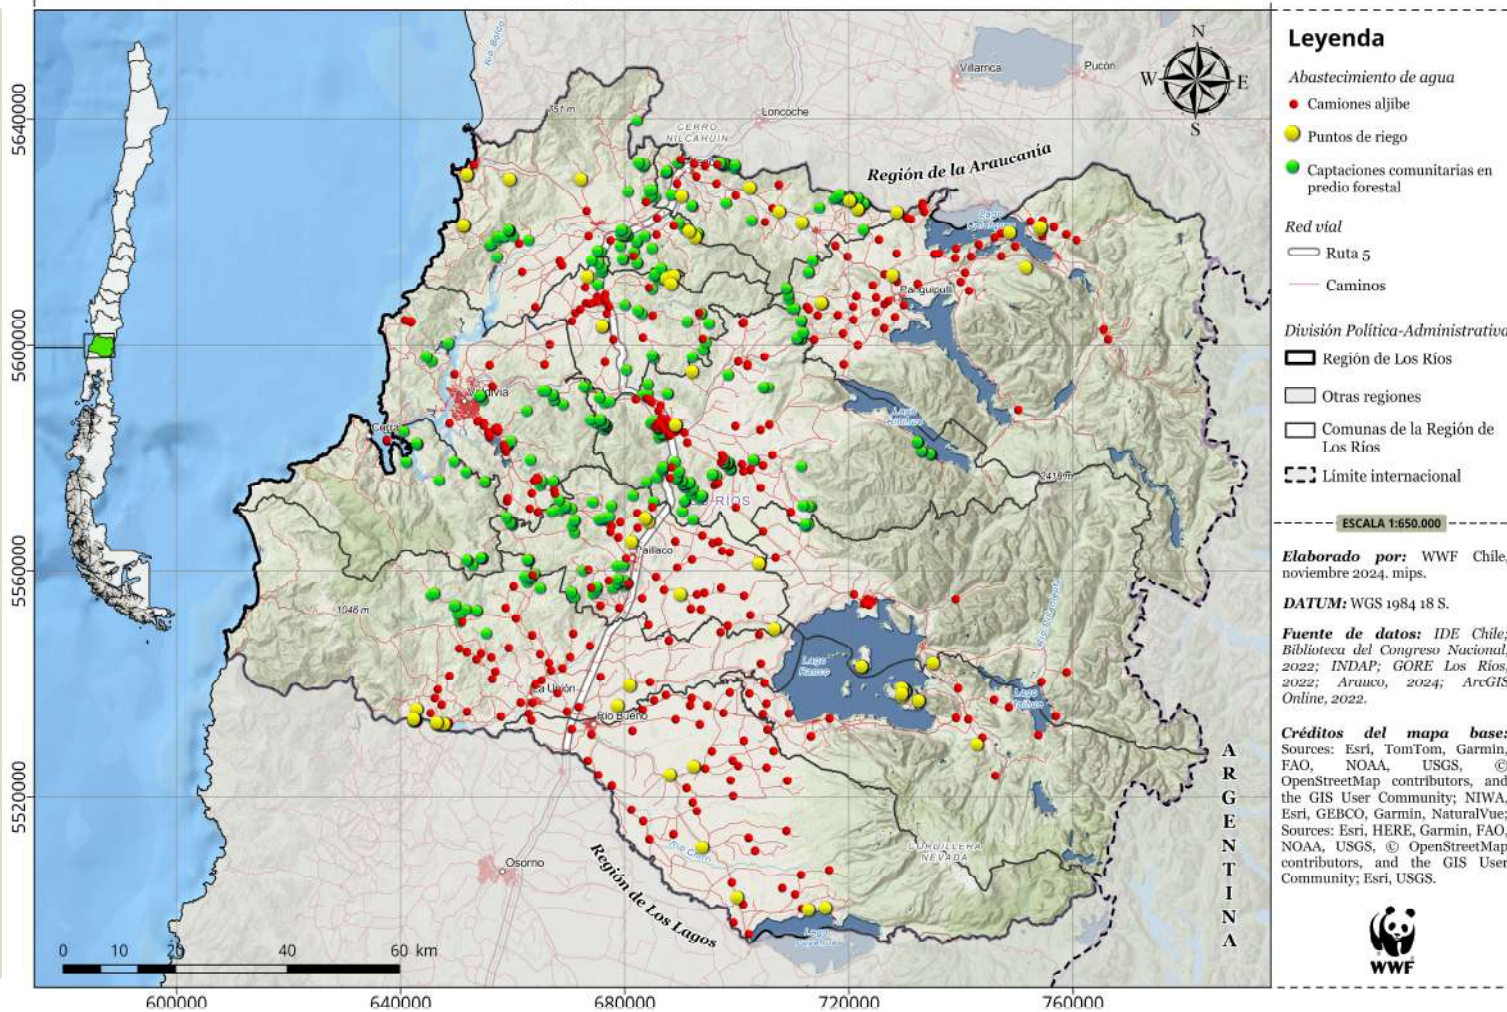 Leyenda
Abastecimiento de agua
Camiones aljibe
Puntos de riego
Captaciones comunitarias en
predio forestal
Red vial
Ruta 5
Caminos
División Política-Administrativa
Región de Los Ríos
Otras regiones
Comunas de la Región de
Los Ríos
Límite internacional
ESCALA 1:650.000
Elaborado por: WWF Chile,
noviembre 2024. mips.
DATUM: WGS 1984 18 S.
Fuente de datos: IDE Chile;
Biblioteca del Congreso Nacional,
2022; INDAP; GORE Los Ríos,
2022; Arauco, 2024; ArcGIS
Online, 2022.
Créditos del mapa base:
Sources: Esri, TomTom, Garmin,
FAO, NOAA, USGS, ©
OpenStreetMap contributors, and
the GIS User Community; NIWA,
Esri, GEBCO, Garmin, NaturalVue;
Sources: Esri, HERE, Garmin, FAO,
NOAA, USGS, © OpenStreetMap
contributors, and the GIS User
Community; Esri, USGS.
WWF
N
W
E
S
Villarrica
Pucón
Loncoche
751 m
CERRO
NILCAHUIN
Región de la Araucanía
Panguipulli
Valdivia
Corral
Lago
RÍOS
2419 m
Paillaco
1046 m
Lago
Ranco
La Unión
Río Bueno
Lago
CORDILLERA
NEVADA
Osorno
Región de Los Lagos
Lago
ARGENTINA
5640000
5600000
5560000
5520000
0
10
20
40
60 km
600000
640000
680000
720000
760000